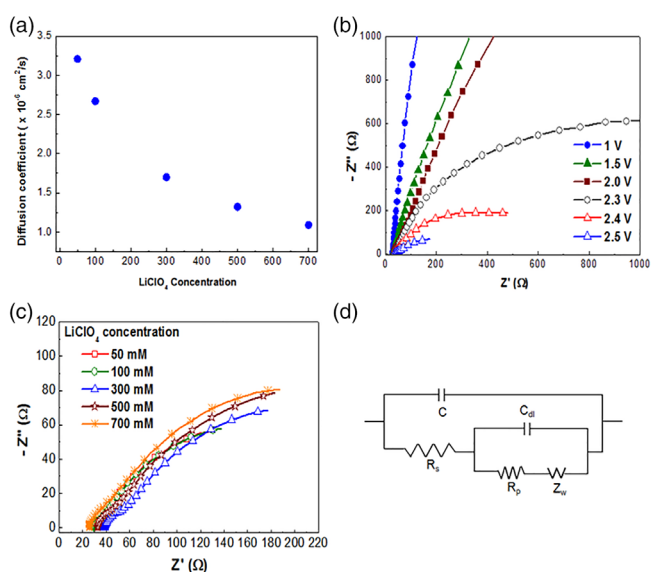 (a)
3.5
3.0
2.5
2.0
1.5
1.0
Diffusion coefficient ( x 10⁻⁶ cm²/s)
0 100 200 300 400 500 600 700
LiClO₄ Concentration
(b)
1000
800
600
400
200
0
- Z'' (Ω)
0 200 400 600 800 1000
Z' (Ω)
1 V
1.5 V
2.0 V
2.3 V
2.4 V
2.5 V
(c)
120
100
80
60
40
20
0
- Z'' (Ω)
LiClO₄ concentration
50 mM
100 mM
300 mM
500 mM
700 mM
0 20 40 60 80 100 120 140 160 180 200 220
Z' (Ω)
(d)
C
C_dl
R_s
R_p
Z_w